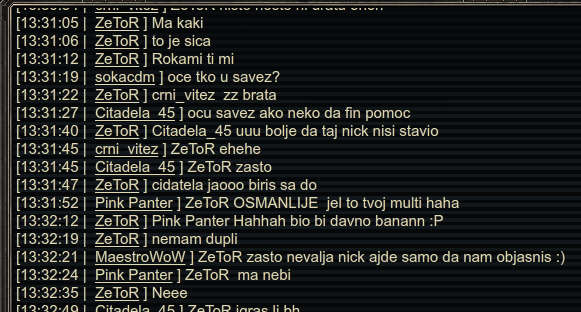 [13:31:05 | ZeToR ] Ma kaki
[13:31:06 | ZeToR ] to je sica
[13:31:12 | ZeToR ] Rokami ti mi
[13:31:19 | sokacdm ] oce tko u savez?
[13:31:22 | ZeToR ] crni_vitez  zz brata
[13:31:27 | Citadela_45 ] ocu savez ako neko da fin pomoc
[13:31:40 | ZeToR ] Citadela_45 uuu bolje da taj nick nisi stavio
[13:31:45 | crni_vitez ] ZeToR ehehe
[13:31:45 | Citadela_45 ] ZeToR zasto
[13:31:47 | ZeToR ] cidatela jaooo biris sa do
[13:31:52 | Pink Panter ] ZeToR OSMANLIJE  jel to tvoj multi haha
[13:32:12 | ZeToR ] Pink Panter Hahhah bio bi davno banann :P
[13:32:19 | ZeToR ] nemam dupli
[13:32:21 | MaestroWoW ] ZeToR zasto nevalja nick ajde samo da nam objasnis :)
[13:32:24 | Pink Panter ] ZeToR  ma nebi
[13:32:35 | ZeToR ] Neee
[13:32:49 | Citadela_45 ] ZeToR igras li bh